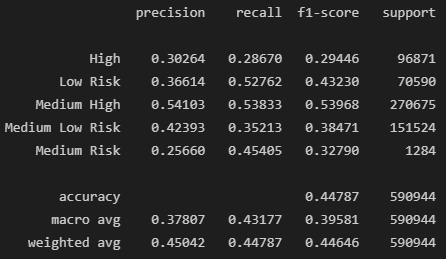 precision recall f1-score support
High 0.30264 0.28670 0.29446 96871
Low Risk 0.36614 0.52762 0.43230 70590
Medium High 0.54103 0.53833 0.53968 270675
Medium Low Risk 0.42393 0.35213 0.38471 151524
Medium Risk 0.25660 0.45405 0.32790 1284
accuracy 0.44787 590944
macro avg 0.37807 0.43177 0.39581 590944
weighted avg 0.45042 0.44787 0.44646 590944